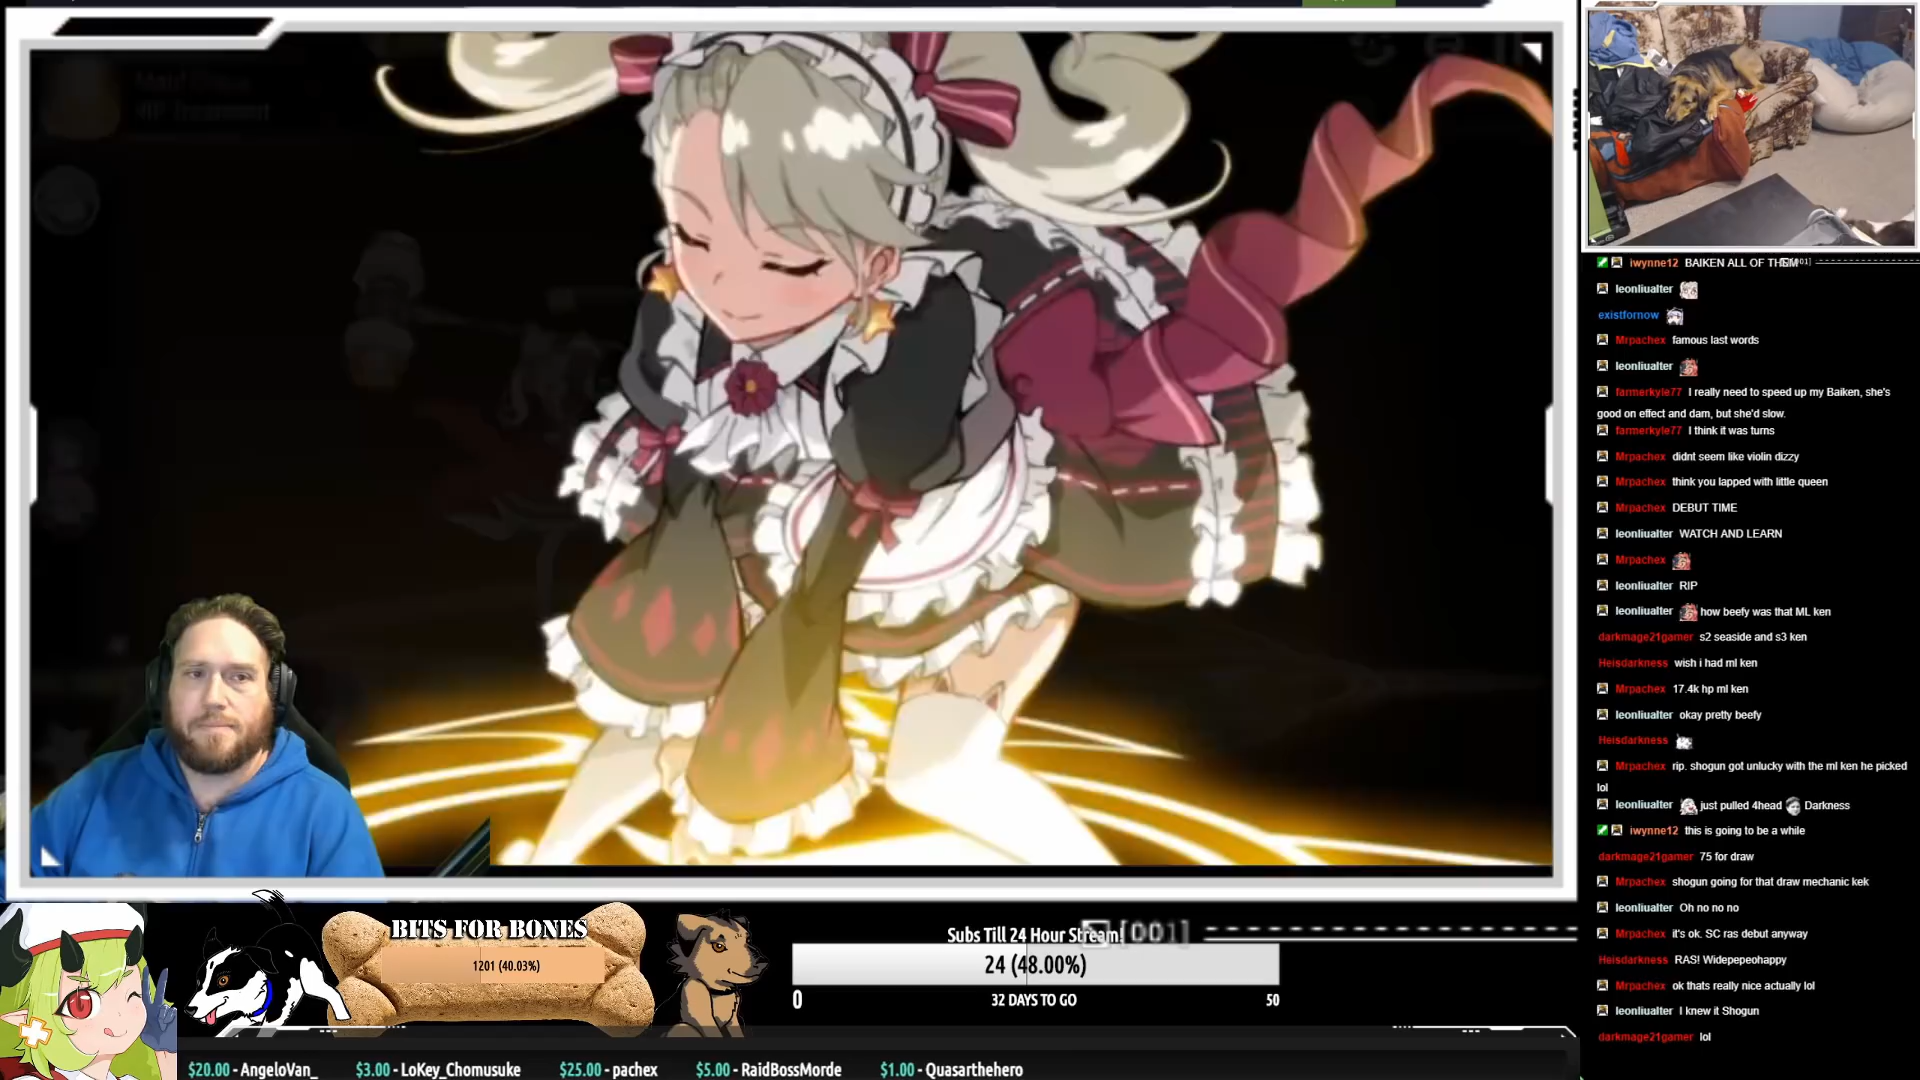 BITS FOR BONES
1201 (40.03%)
Subs Till 24 Hour Stream!
[001]
24 (48.00%)
0
32 DAYS TO GO
50
$20.00 - AngeloVan_
$3.00 - LoKey_Chomusuke
$25.00 - pachex
$5.00 - RaidBossMorde
$1.00 - Quasarthehero
iwynne12 BAIKEN ALL OF THEM
leonliualter
existfornow
Mrpachex famous last words
leonliualter
farmerkyle77 I really need to speed up my Baiken, she's
good on effect and dam, but she'd slow.
farmerkyle77 I think it was turns
Mrpachex didnt seem like violin dizzy
Mrpachex think you lapped with little queen
Mrpachex DEBUT TIME
leonliualter WATCH AND LEARN
Mrpachex
leonliualter RIP
leonliualter how beefy was that ML ken
darkmage21gamer s2 seaside and s3 ken
Heisdarkness wish i had ml ken
Mrpachex 17.4k hp ml ken
leonliualter okay pretty beefy
Heisdarkness
Mrpachex rip. shogun got unlucky with the ml ken he picked
lol
leonliualter just pulled 4head Darkness
iwynne12 this is going to be a while
darkmage21gamer 75 for draw
Mrpachex shogun going for that draw mechanic kek
leonliualter Oh no no no
Mrpachex it's ok. SC ras debut anyway
Heisdarkness RAS! Widepepeohappy
Mrpachex ok thats really nice actually lol
leonliualter I knew it Shogun
darkmage21gamer lol